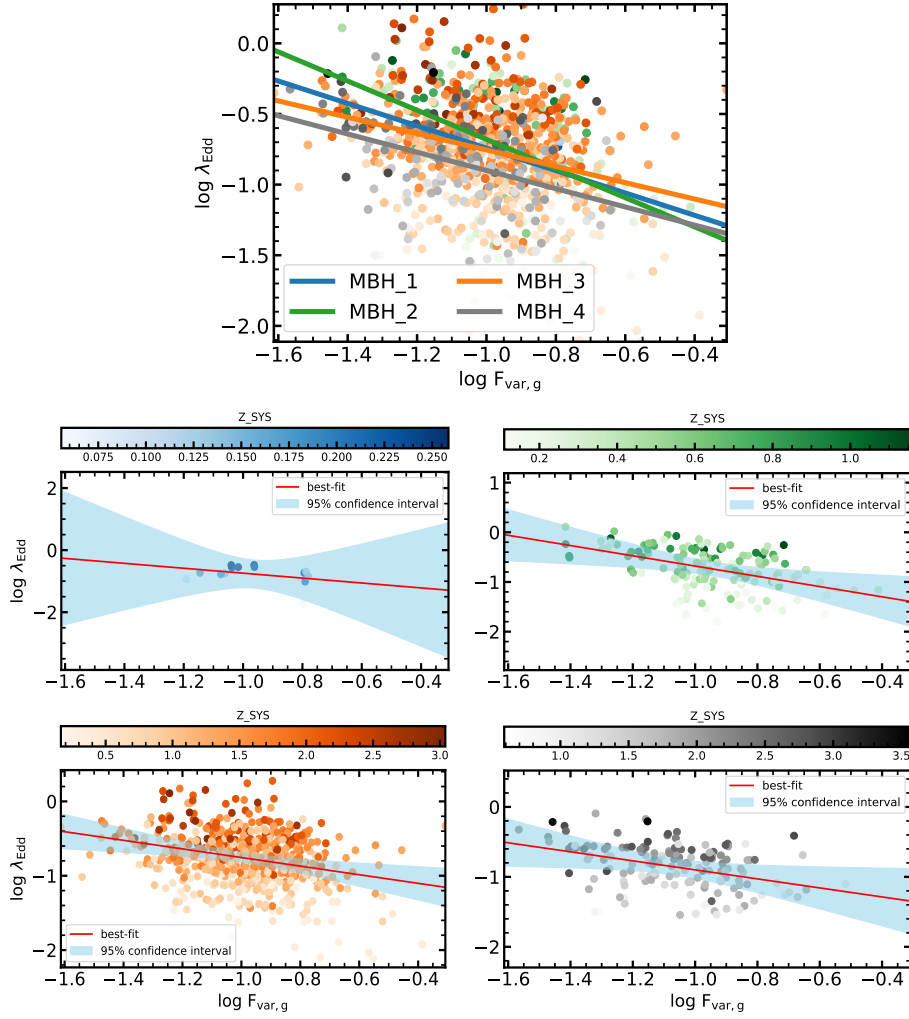 0.0
−0.5
−1.0
−1.5
−2.0
log λEdd
MBH_1 MBH_3
MBH_2 MBH_4
−1.6 −1.4 −1.2 −1.0 −0.8 −0.6 −0.4
log Fvar, g
Z_SYS
0.075 0.100 0.125 0.150 0.175 0.200 0.225 0.250
2
0
−2
log λEdd
best-fit
95% confidence interval
−1.6 −1.4 −1.2 −1.0 −0.8 −0.6 −0.4
Z_SYS
0.2 0.4 0.6 0.8 1.0
1
0
−1
−2
best-fit
95% confidence interval
−1.6 −1.4 −1.2 −1.0 −0.8 −0.6 −0.4
Z_SYS
0.5 1.0 1.5 2.0 2.5 3.0
0
−1
−2
log λEdd
best-fit
95% confidence interval
−1.6 −1.4 −1.2 −1.0 −0.8 −0.6 −0.4
log Fvar, g
Z_SYS
1.0 1.5 2.0 2.5 3.0 3.5
0
−1
−2
best-fit
95% confidence interval
−1.6 −1.4 −1.2 −1.0 −0.8 −0.6 −0.4
log Fvar, g